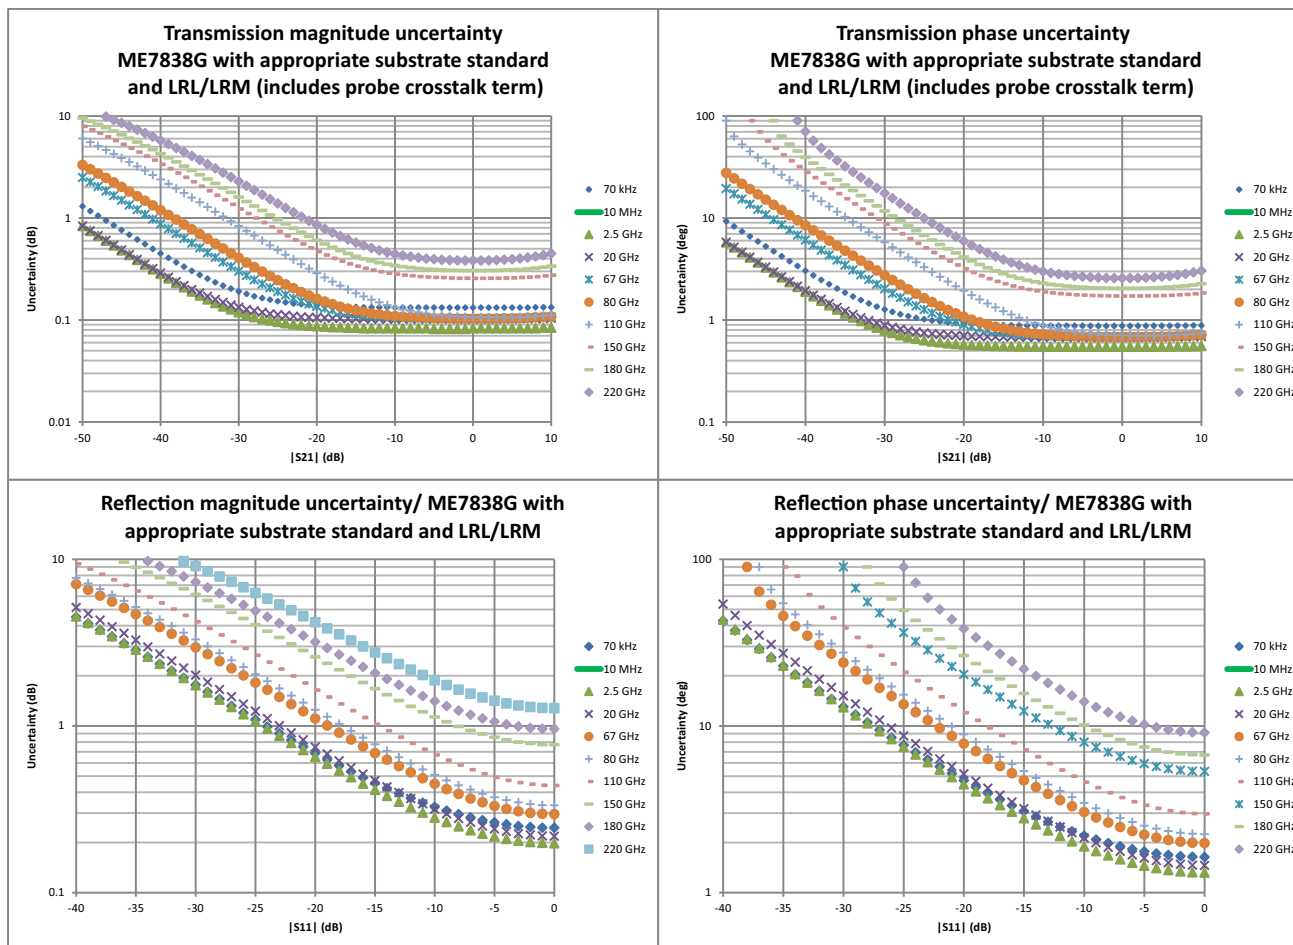 Transmission magnitude uncertainty
ME7838G with appropriate substrate standard
and LRL/LRM (includes probe crosstalk term)
10
1
0.1
0.01
Uncertainty (dB)
-50
-40
-30
-20
-10
0
10
|S21| (dB)
70 kHz
10 MHz
2.5 GHz
20 GHz
67 GHz
80 GHz
110 GHz
150 GHz
180 GHz
220 GHz
Transmission phase uncertainty
ME7838G with appropriate substrate standard
and LRL/LRM (includes probe crosstalk term)
100
10
1
0.1
Uncertainty (deg)
-50
-40
-30
-20
-10
0
10
|S21| (dB)
70 kHz
10 MHz
2.5 GHz
20 GHz
67 GHz
80 GHz
110 GHz
150 GHz
180 GHz
220 GHz
Reflection magnitude uncertainty/ ME7838G with
appropriate substrate standard and LRL/LRM
10
1
0.1
Uncertainty (dB)
-40
-35
-30
-25
-20
-15
-10
-5
0
|S11| (dB)
70 kHz
10 MHz
2.5 GHz
20 GHz
67 GHz
80 GHz
110 GHz
150 GHz
180 GHz
220 GHz
Reflection phase uncertainty/ ME7838G with
appropriate substrate standard and LRL/LRM
100
10
1
Uncertainty (deg)
-40
-35
-30
-25
-20
-15
-10
-5
0
|S11| (dB)
70 kHz
10 MHz
2.5 GHz
20 GHz
67 GHz
80 GHz
110 GHz
150 GHz
180 GHz
220 GHz